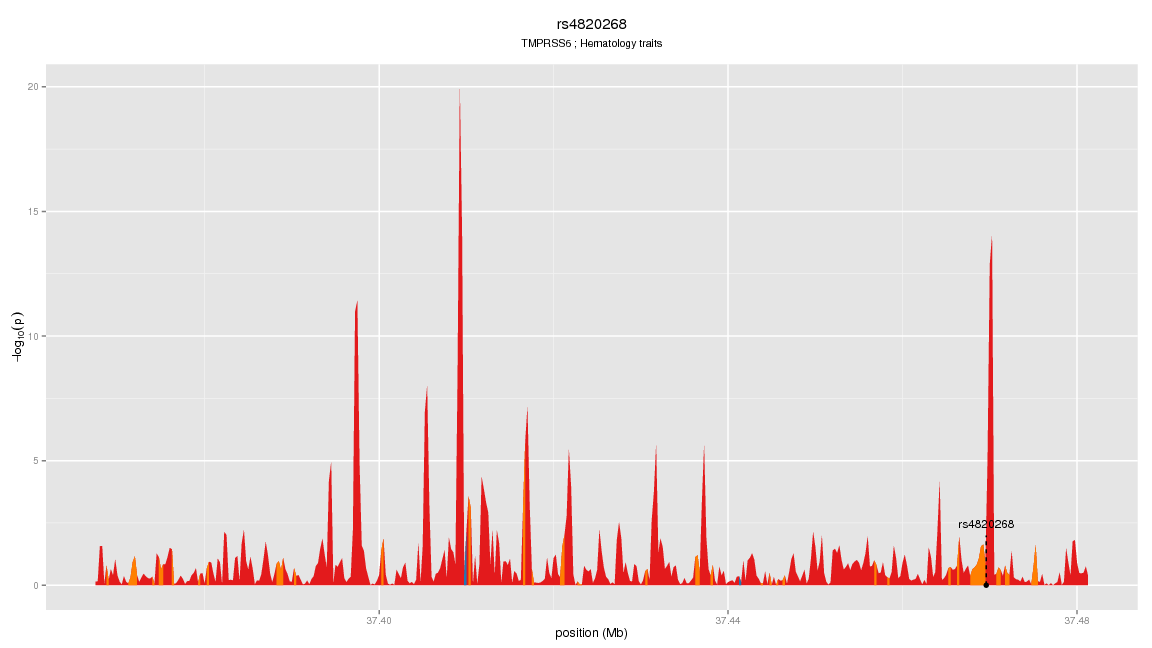 rs4820268
TMPRSS6 ; Hematology traits
20
15
10
5
0
−log10(p)
rs4820268
37.40
37.44
37.48
position (Mb)